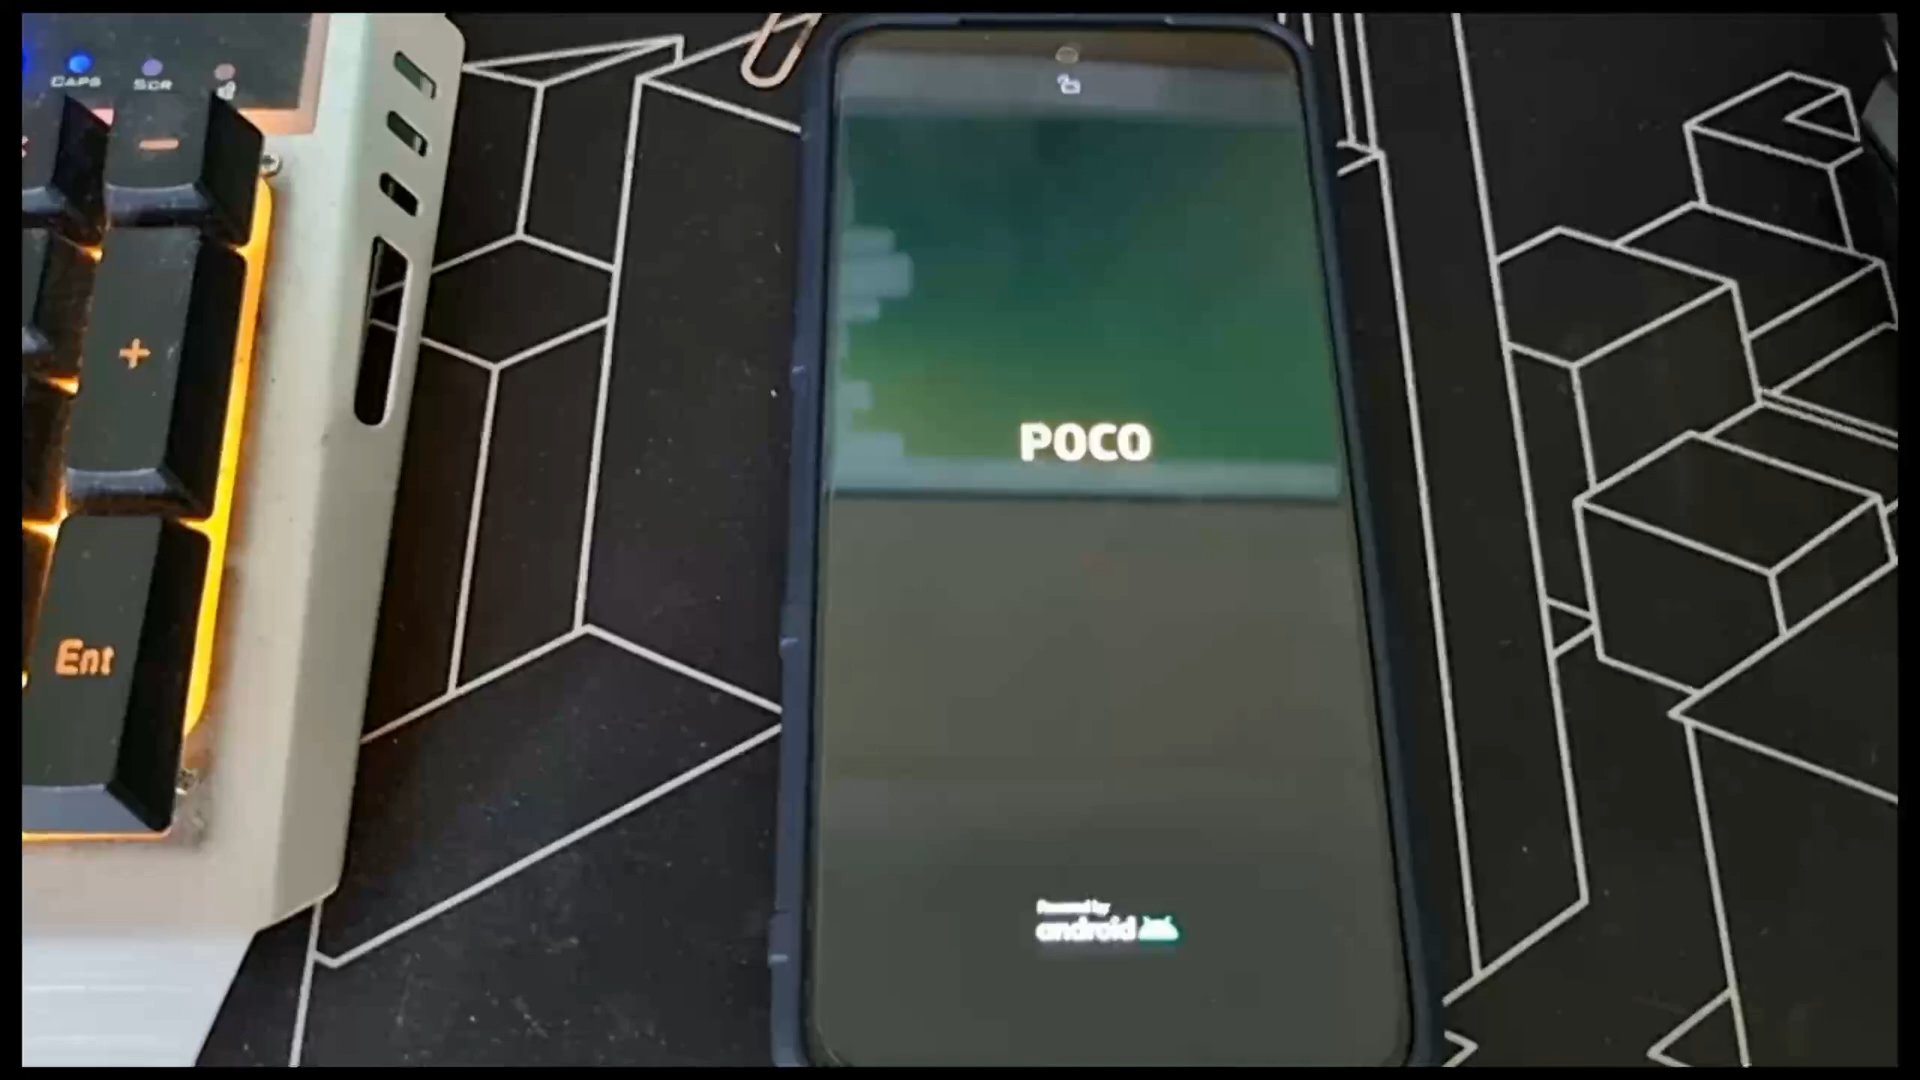 CAPS SCR
-
+
Ent
POCO
Powered by
android